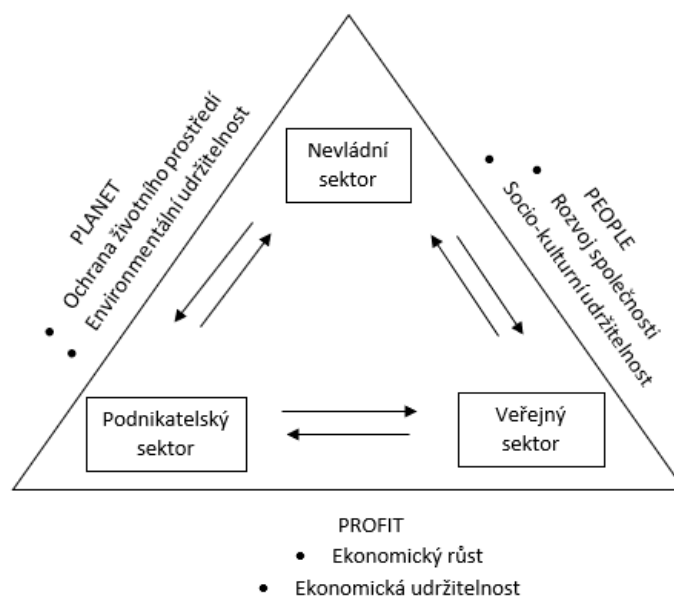 Nevládní
sektor
PLANET
• Ochrana životního prostředí
• Environmentální udržitelnost
PEOPLE
• Rozvoj společnosti
• Socio-kulturní udržitelnost
Podnikatelský
sektor
Veřejný
sektor
PROFIT
• Ekonomický růst
• Ekonomická udržitelnost